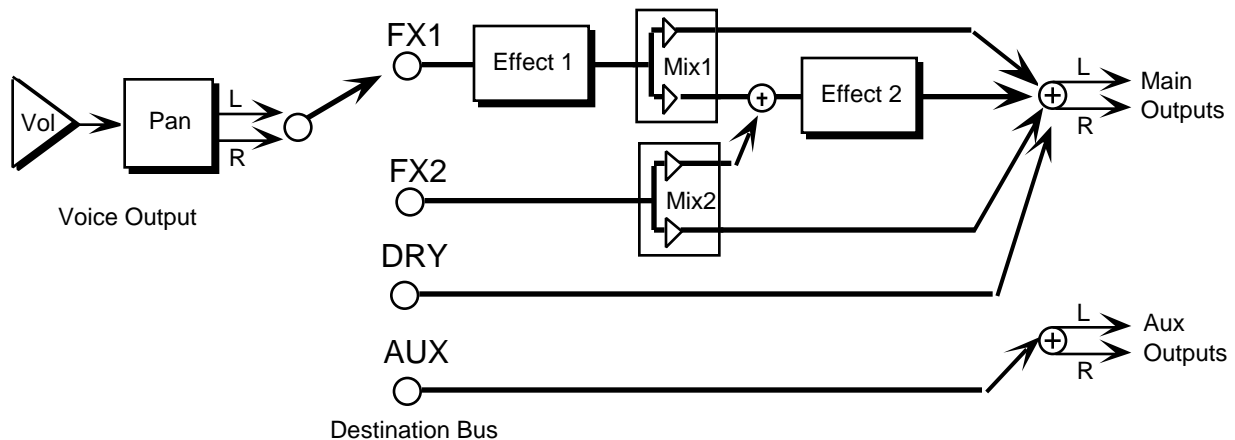 Vol
Pan
L
R
Voice Output
FX1
Effect 1
Mix1
+
Effect 2
+
L
R
Main
Outputs
FX2
Mix2
DRY
AUX
+
L
R
Aux
Outputs
Destination Bus